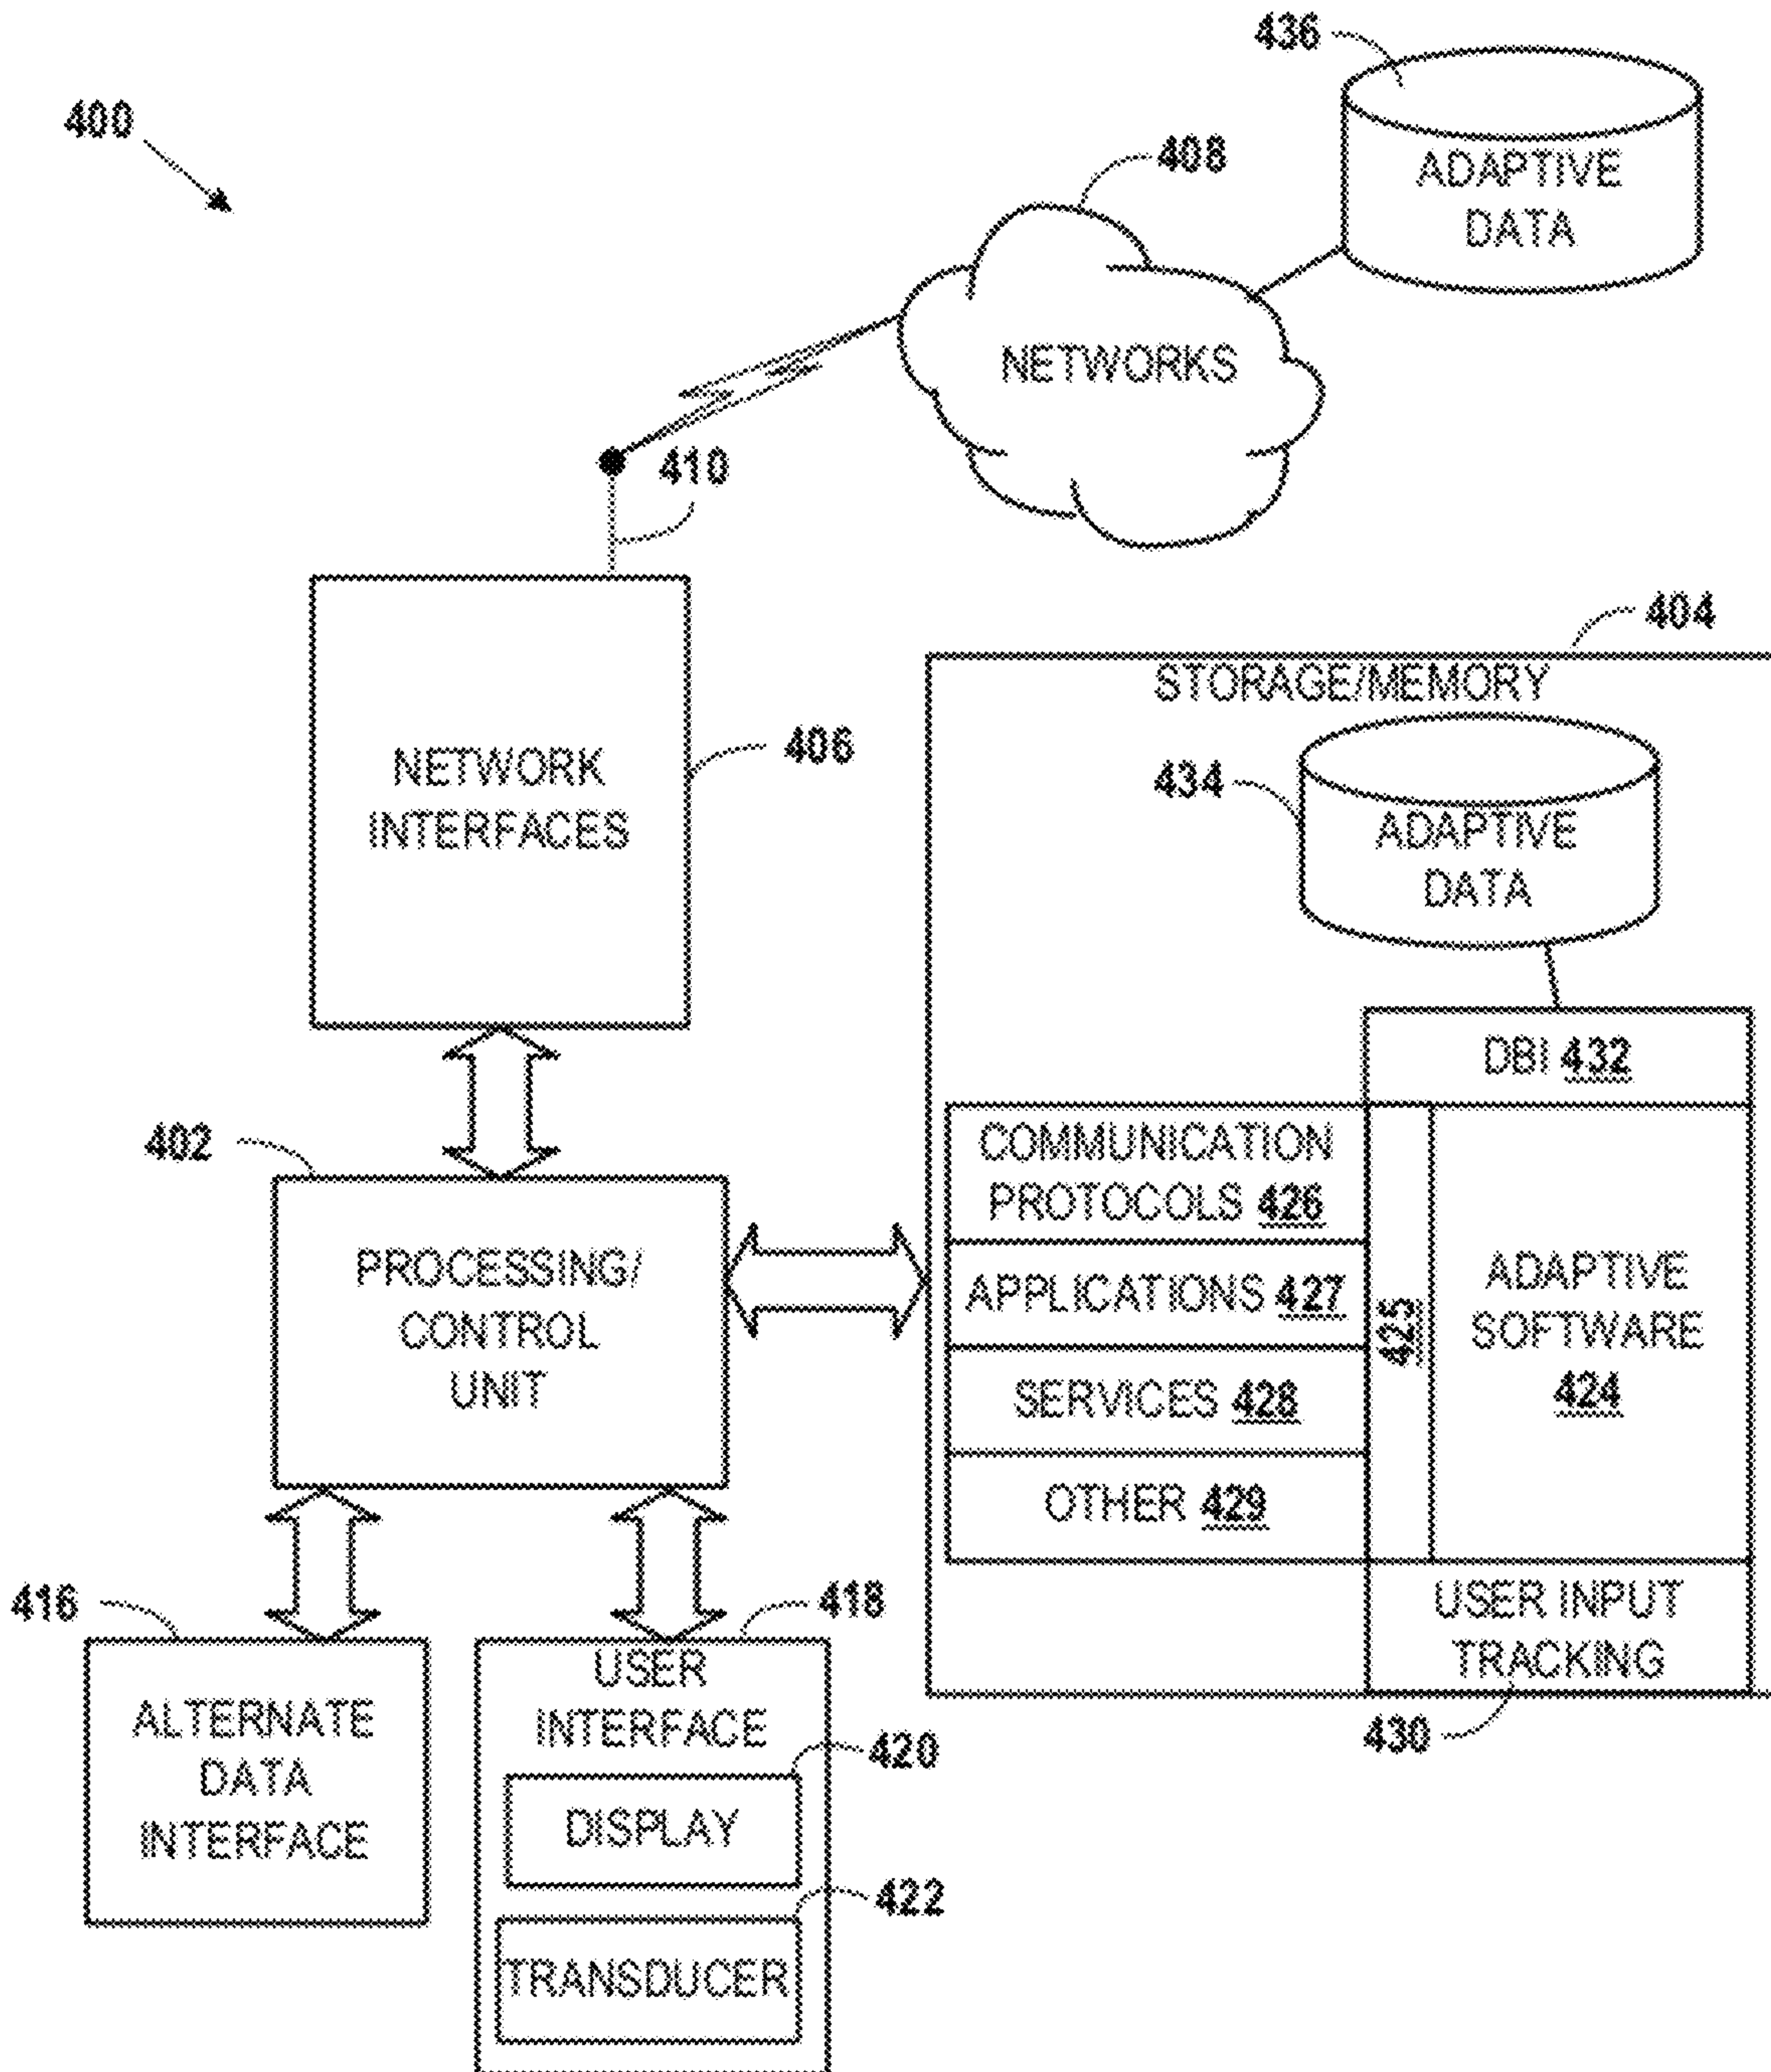 436
400
408
ADAPTIVE
DATA
NETWORKS
410
404
STORAGE/MEMORY
NETWORK
INTERFACES
406
434
ADAPTIVE
DATA
DBI 432
402
COMMUNICATION
PROTOCOLS 426
PROCESSING/
CONTROL
UNIT
APPLICATIONS 427
425
ADAPTIVE
SOFTWARE
424
SERVICES 428
OTHER 429
416
418
USER INPUT
TRACKING
430
ALTERNATE
DATA
INTERFACE
USER
INTERFACE
420
DISPLAY
422
TRANSDUCER